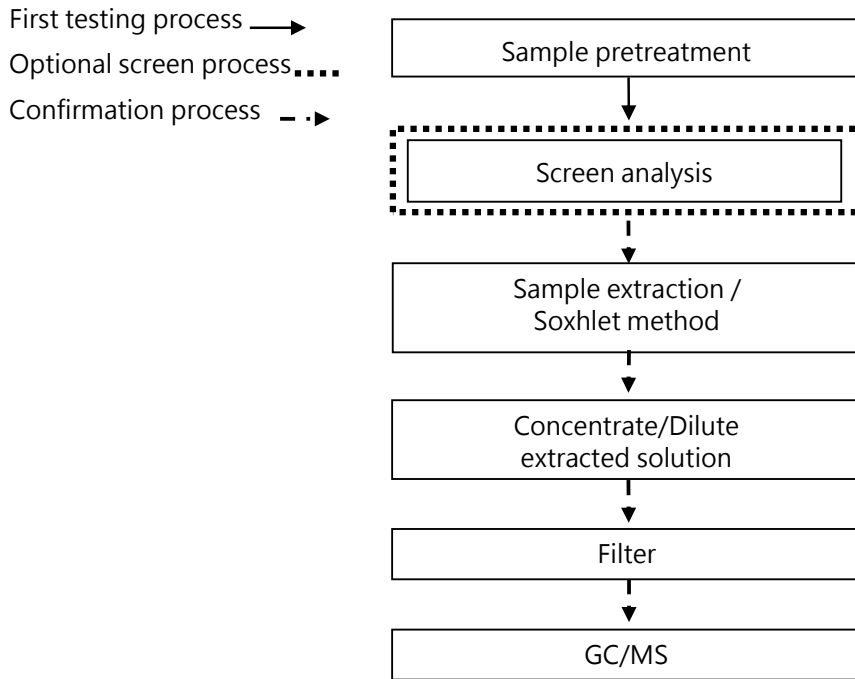 First testing process
Optional screen process
Confirmation process
Sample pretreatment
Screen analysis
Sample extraction /
Soxhlet method
Concentrate/Dilute
extracted solution
Filter
GC/MS